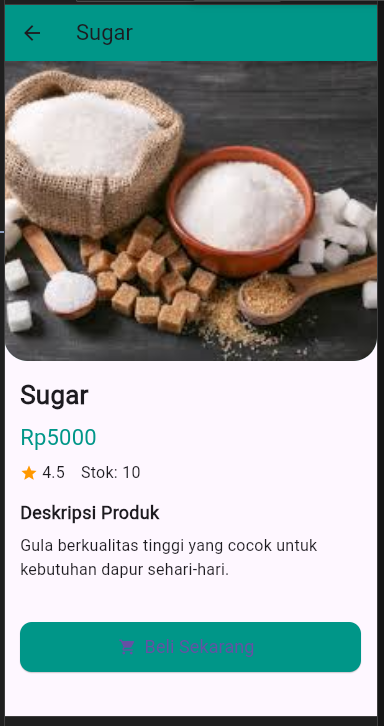 Sugar
Sugar
Rp5000
4.5 Stok: 10
Deskripsi Produk
Gula berkualitas tinggi yang cocok untuk
kebutuhan dapur sehari-hari.
Beli Sekarang